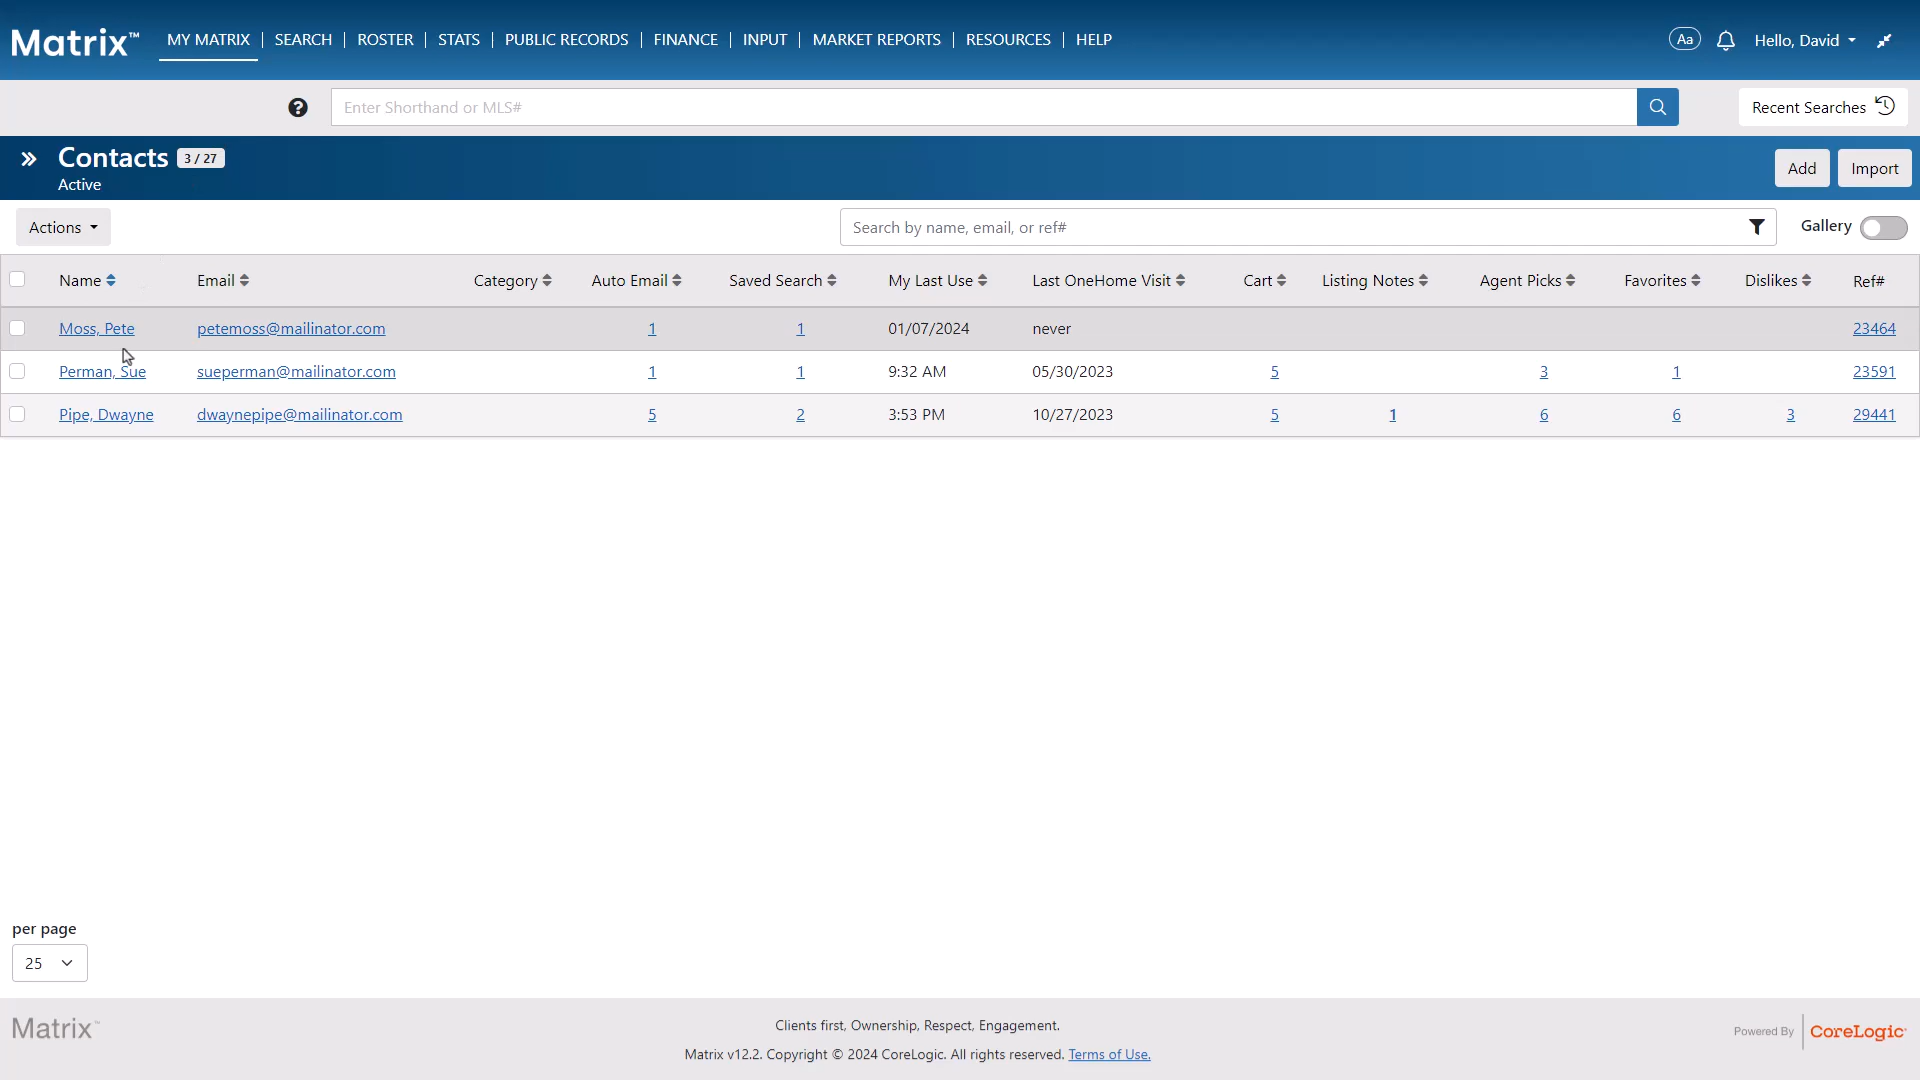 Matrix™ MY MATRIX SEARCH ROSTER STATS PUBLIC RECORDS FINANCE INPUT MARKET REPORTS RESOURCES HELP Aa Hello, David
? Enter Shorthand or MLS# Recent Searches
Contacts 3 / 27
Active
Add Import
Actions Search by name, email, or ref# Gallery
Name Email Category Auto Email Saved Search My Last Use Last OneHome Visit Cart Listing Notes Agent Picks Favorites Dislikes Ref#
Moss, Pete petemoss@mailinator.com 1 1 01/07/2024 never 23464
Perman, Sue sueperman@mailinator.com 1 1 9:32 AM 05/30/2023 5 3 1 23591
Pipe, Dwayne dwaynepipe@mailinator.com 5 2 3:53 PM 10/27/2023 5 1 6 6 3 29441
per page
25
Matrix™ Clients first, Ownership, Respect, Engagement. Powered By CoreLogic
Matrix v12.2. Copyright © 2024 CoreLogic. All rights reserved. Terms of Use.